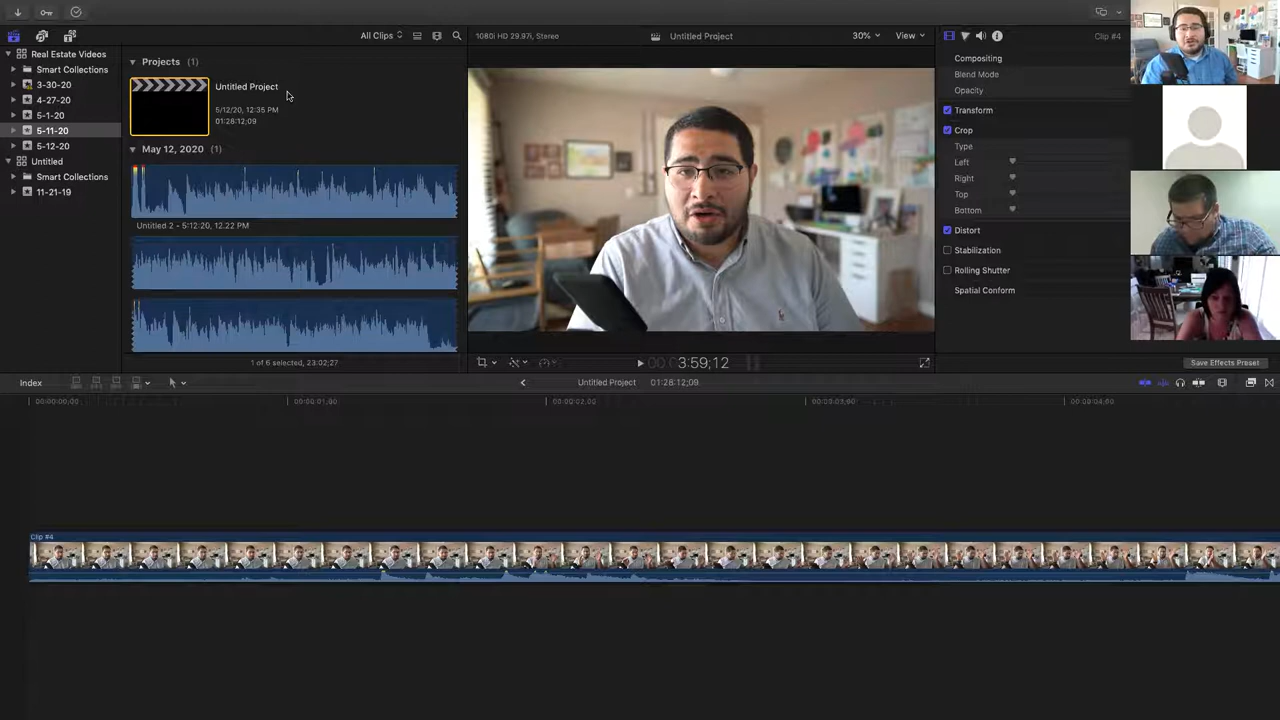 All Clips
1080i HD 29.97i, Stereo
Untitled Project
30%
View
Clip #4
Real Estate Videos
Smart Collections
3-30-20
4-27-20
5-1-20
5-11-20
5-12-20
Untitled
Smart Collections
11-21-19
Projects (1)
Untitled Project
5/12/20, 12:35 PM
01:28:12;09
May 12, 2020 (1)
Untitled 2 - 5:12:20, 12.22 PM
1 of 6 selected, 23:02;27
3:59;12
Compositing
Blend Mode
Opacity
Transform
Crop
Type
Left
Right
Top
Bottom
Distort
Stabilization
Rolling Shutter
Spatial Conform
Save Effects Preset
Index
Untitled Project
01:28:12;09
00:00:00;00
00:00:01;00
00:00:02;00
00:00:03;00
00:00:04;00
Clip #4